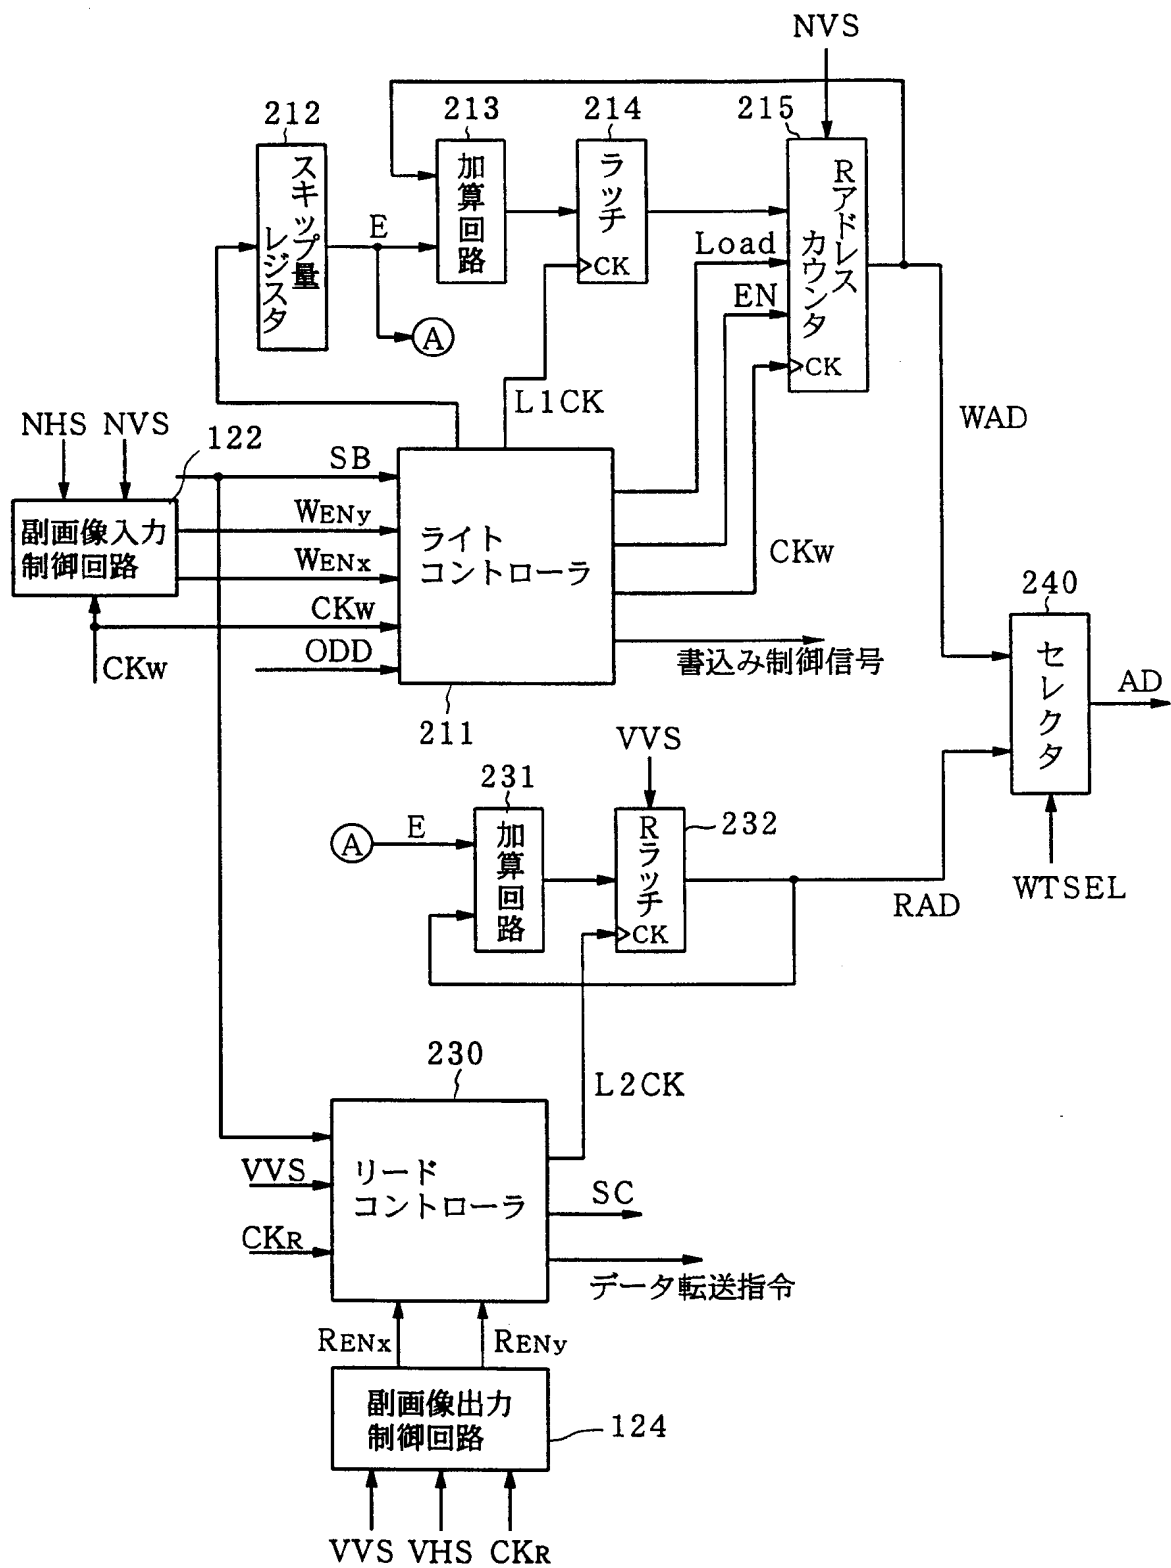 NVS
212
213
214
215
スキップ量
レジスタ
加算回路
ラッチ
CK
Rアドレス
カウンタ
CK
E
A
Load
EN
L1CK
CKw
WAD
NHS NVS
122
副画像入力
制御回路
CKw
SB
WENy
WENx
CKw
ODD
ライト
コントローラ
211
書込み制御信号
240
セレクタ
AD
WTSEL
VVS
231
232
A
E
加算回路
Rラッチ
CK
RAD
230
L2CK
VVS
CKR
リード
コントローラ
SC
データ転送指令
RENx
RENy
副画像出力
制御回路
124
VVS VHS CKR